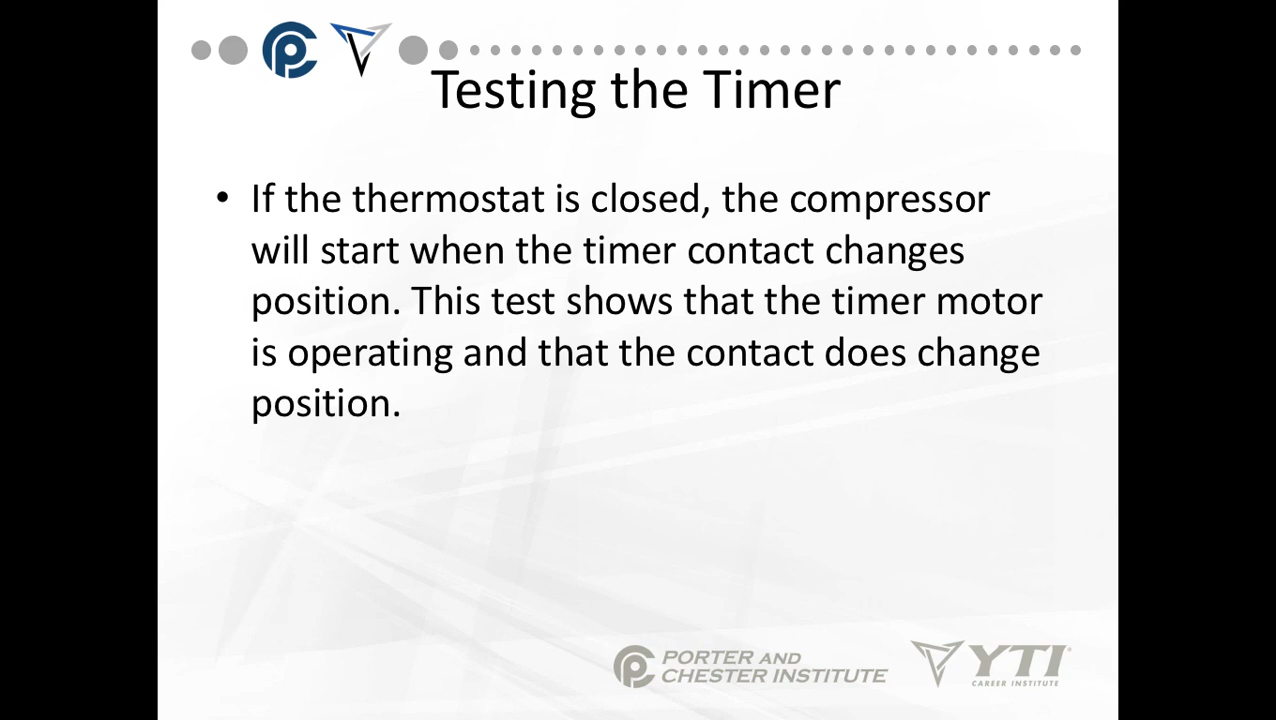 Testing the Timer
• If the thermostat is closed, the compressor
will start when the timer contact changes
position. This test shows that the timer motor
is operating and that the contact does change
position.
PORTER AND
CHESTER INSTITUTE
YTI
CAREER INSTITUTE